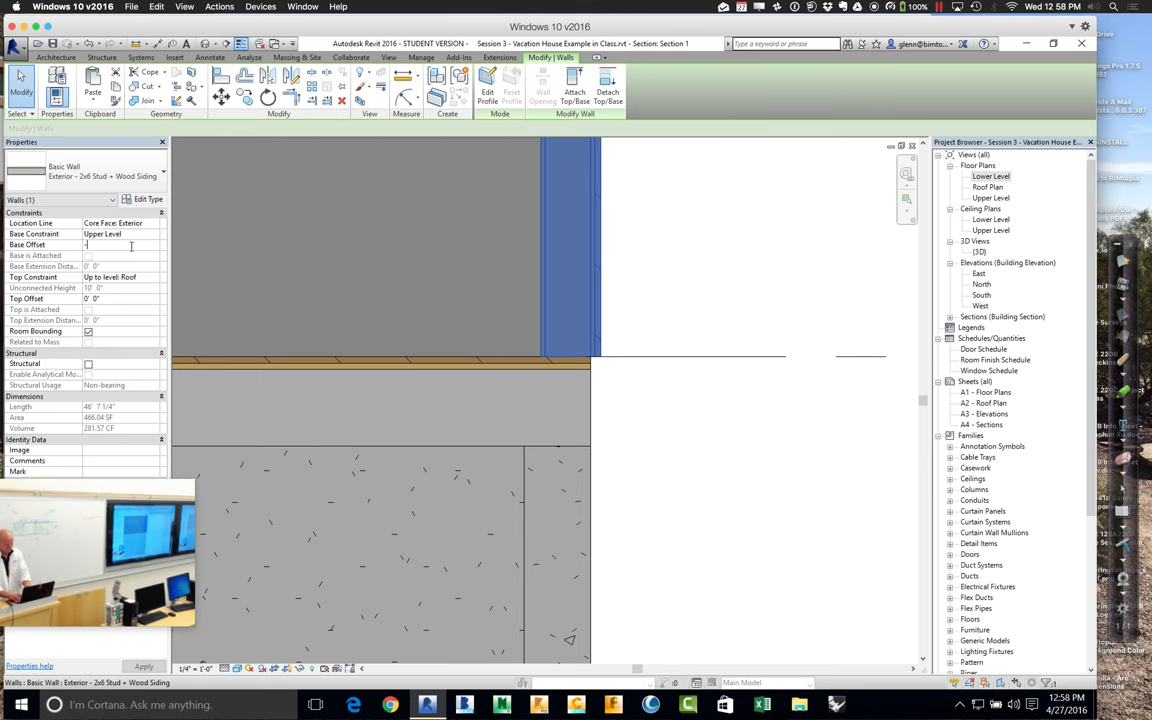 Word File Edit View Actions Devices Window Help
100% Wed 12:58 PM
Windows 10 v2016
Autodesk Revit 2016 - STUDENT VERSION - Session 3 - Vacation House Example in Class.rvt - Section: Section 1
Type a keyword or phrase
glenn@bimto...
Architecture Structure Systems Insert Annotate Analyze Massing & Site Collaborate View Manage Add-Ins Extensions Modify | Walls
Modify Paste Cope Cut Join Edit Profile Reset Profile Wall Opening Attach Top/Base Detach Top/Base
Select Properties Clipboard Geometry Modify View Measure Create Mode Modify Wall
Modify | Walls
Properties
Basic Wall
Exterior - 2x6 Stud + Wood Siding
Walls (1) Edit Type
Constraints
Location Line Core Face: Exterior
Base Constraint Upper Level
Base Offset -
Base is Attached
Base Extension Dista... 0' 0"
Top Constraint Up to level: Roof
Unconnected Height 10' 0"
Top Offset 0' 0"
Top is Attached
Top Extension Distan... 0' 0"
Room Bounding
Related to Mass
Structural
Structural
Enable Analytical Mo...
Structural Usage Non-bearing
Dimensions
Length 46' 7 1/4"
Area 466.04 SF
Volume 281.57 CF
Identity Data
Image
Comments
Mark
Properties help Apply
Project Browser - Session 3 - Vacation House E...
Views (all)
Floor Plans
Lower Level
Roof Plan
Upper Level
Ceiling Plans
Lower Level
Upper Level
3D Views
{3D}
Elevations (Building Elevation)
East
North
South
West
Sections (Building Section)
Legends
Schedules/Quantities
Door Schedule
Room Finish Schedule
Window Schedule
Sheets (all)
A1 - Floor Plans
A2 - Roof Plan
A3 - Elevations
A4 - Sections
Families
Annotation Symbols
Cable Trays
Casework
Ceilings
Columns
Conduits
Curtain Panels
Curtain Systems
Curtain Wall Mullions
Detail Items
Doors
Duct Systems
Ducts
Electrical Fixtures
Flex Ducts
Flex Pipes
Floors
Furniture
Generic Models
Lighting Fixtures
Pattern
1/4" = 1'-0"
Walls : Basic Wall : Exterior - 2x6 Stud + Wood Siding
:0 Main Model
:1
I'm Cortana. Ask me anything.
12:58 PM
4/27/2016